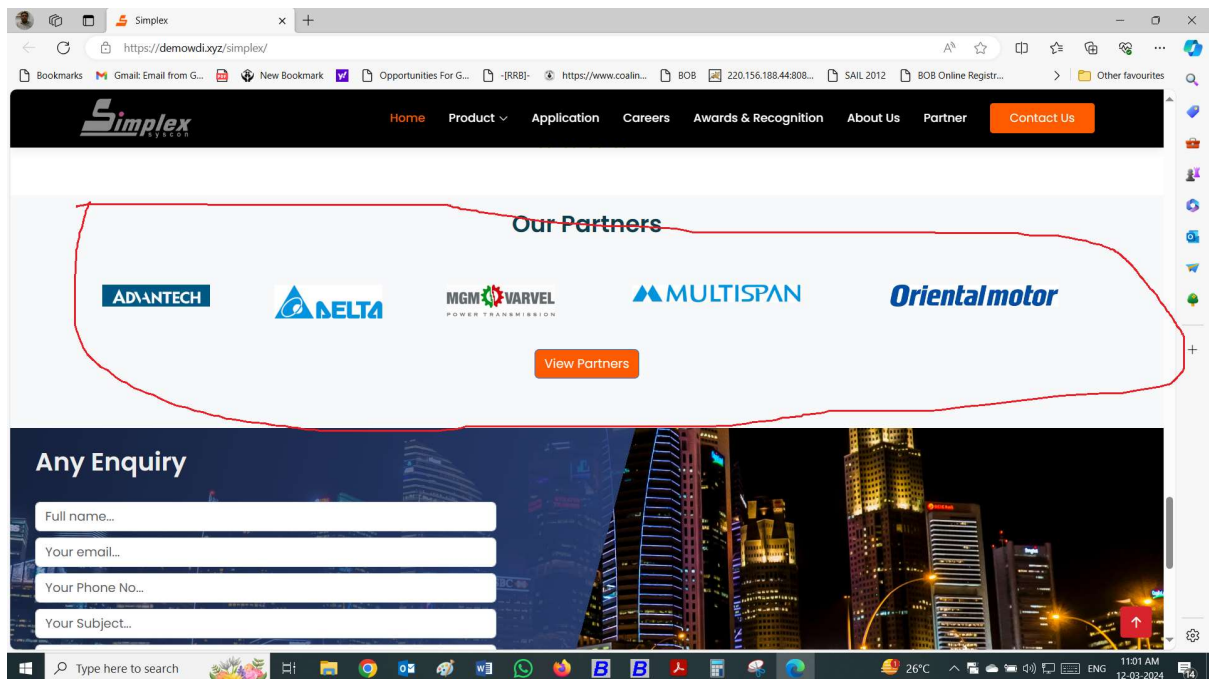 Simplex
https://demowdi.xyz/simplex/
Bookmarks Gmail: Email from G... New Bookmark Opportunities For G... -[RRB]- https://www.coalin... BOB 220.156.188.44:808... SAIL 2012 BOB Online Registr... Other favourites
Simplex
syscon
Home Product Application Careers Awards & Recognition About Us Partner Contact Us
Our Partners
ADVANTECH
DELTA
MGM VARVEL
POWER TRANSMISSION
MULTISPAN
Orientalmotor
View Partners
Any Enquiry
Full name...
Your email...
Your Phone No...
Your Subject...
Type here to search
26°C ENG 11:01 AM
12-03-2024
14